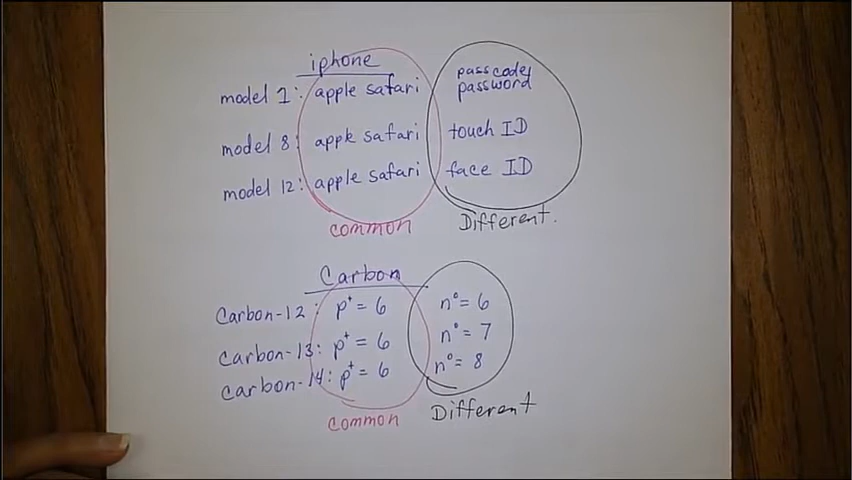 iphone
model 1: apple safari passcode/
password
model 8: apple safari touch ID
model 12: apple safari face ID
common Different.
Carbon
Carbon-12: p⁺ = 6 n° = 6
Carbon-13: p⁺ = 6 n° = 7
Carbon-14: p⁺ = 6 n° = 8
common Different